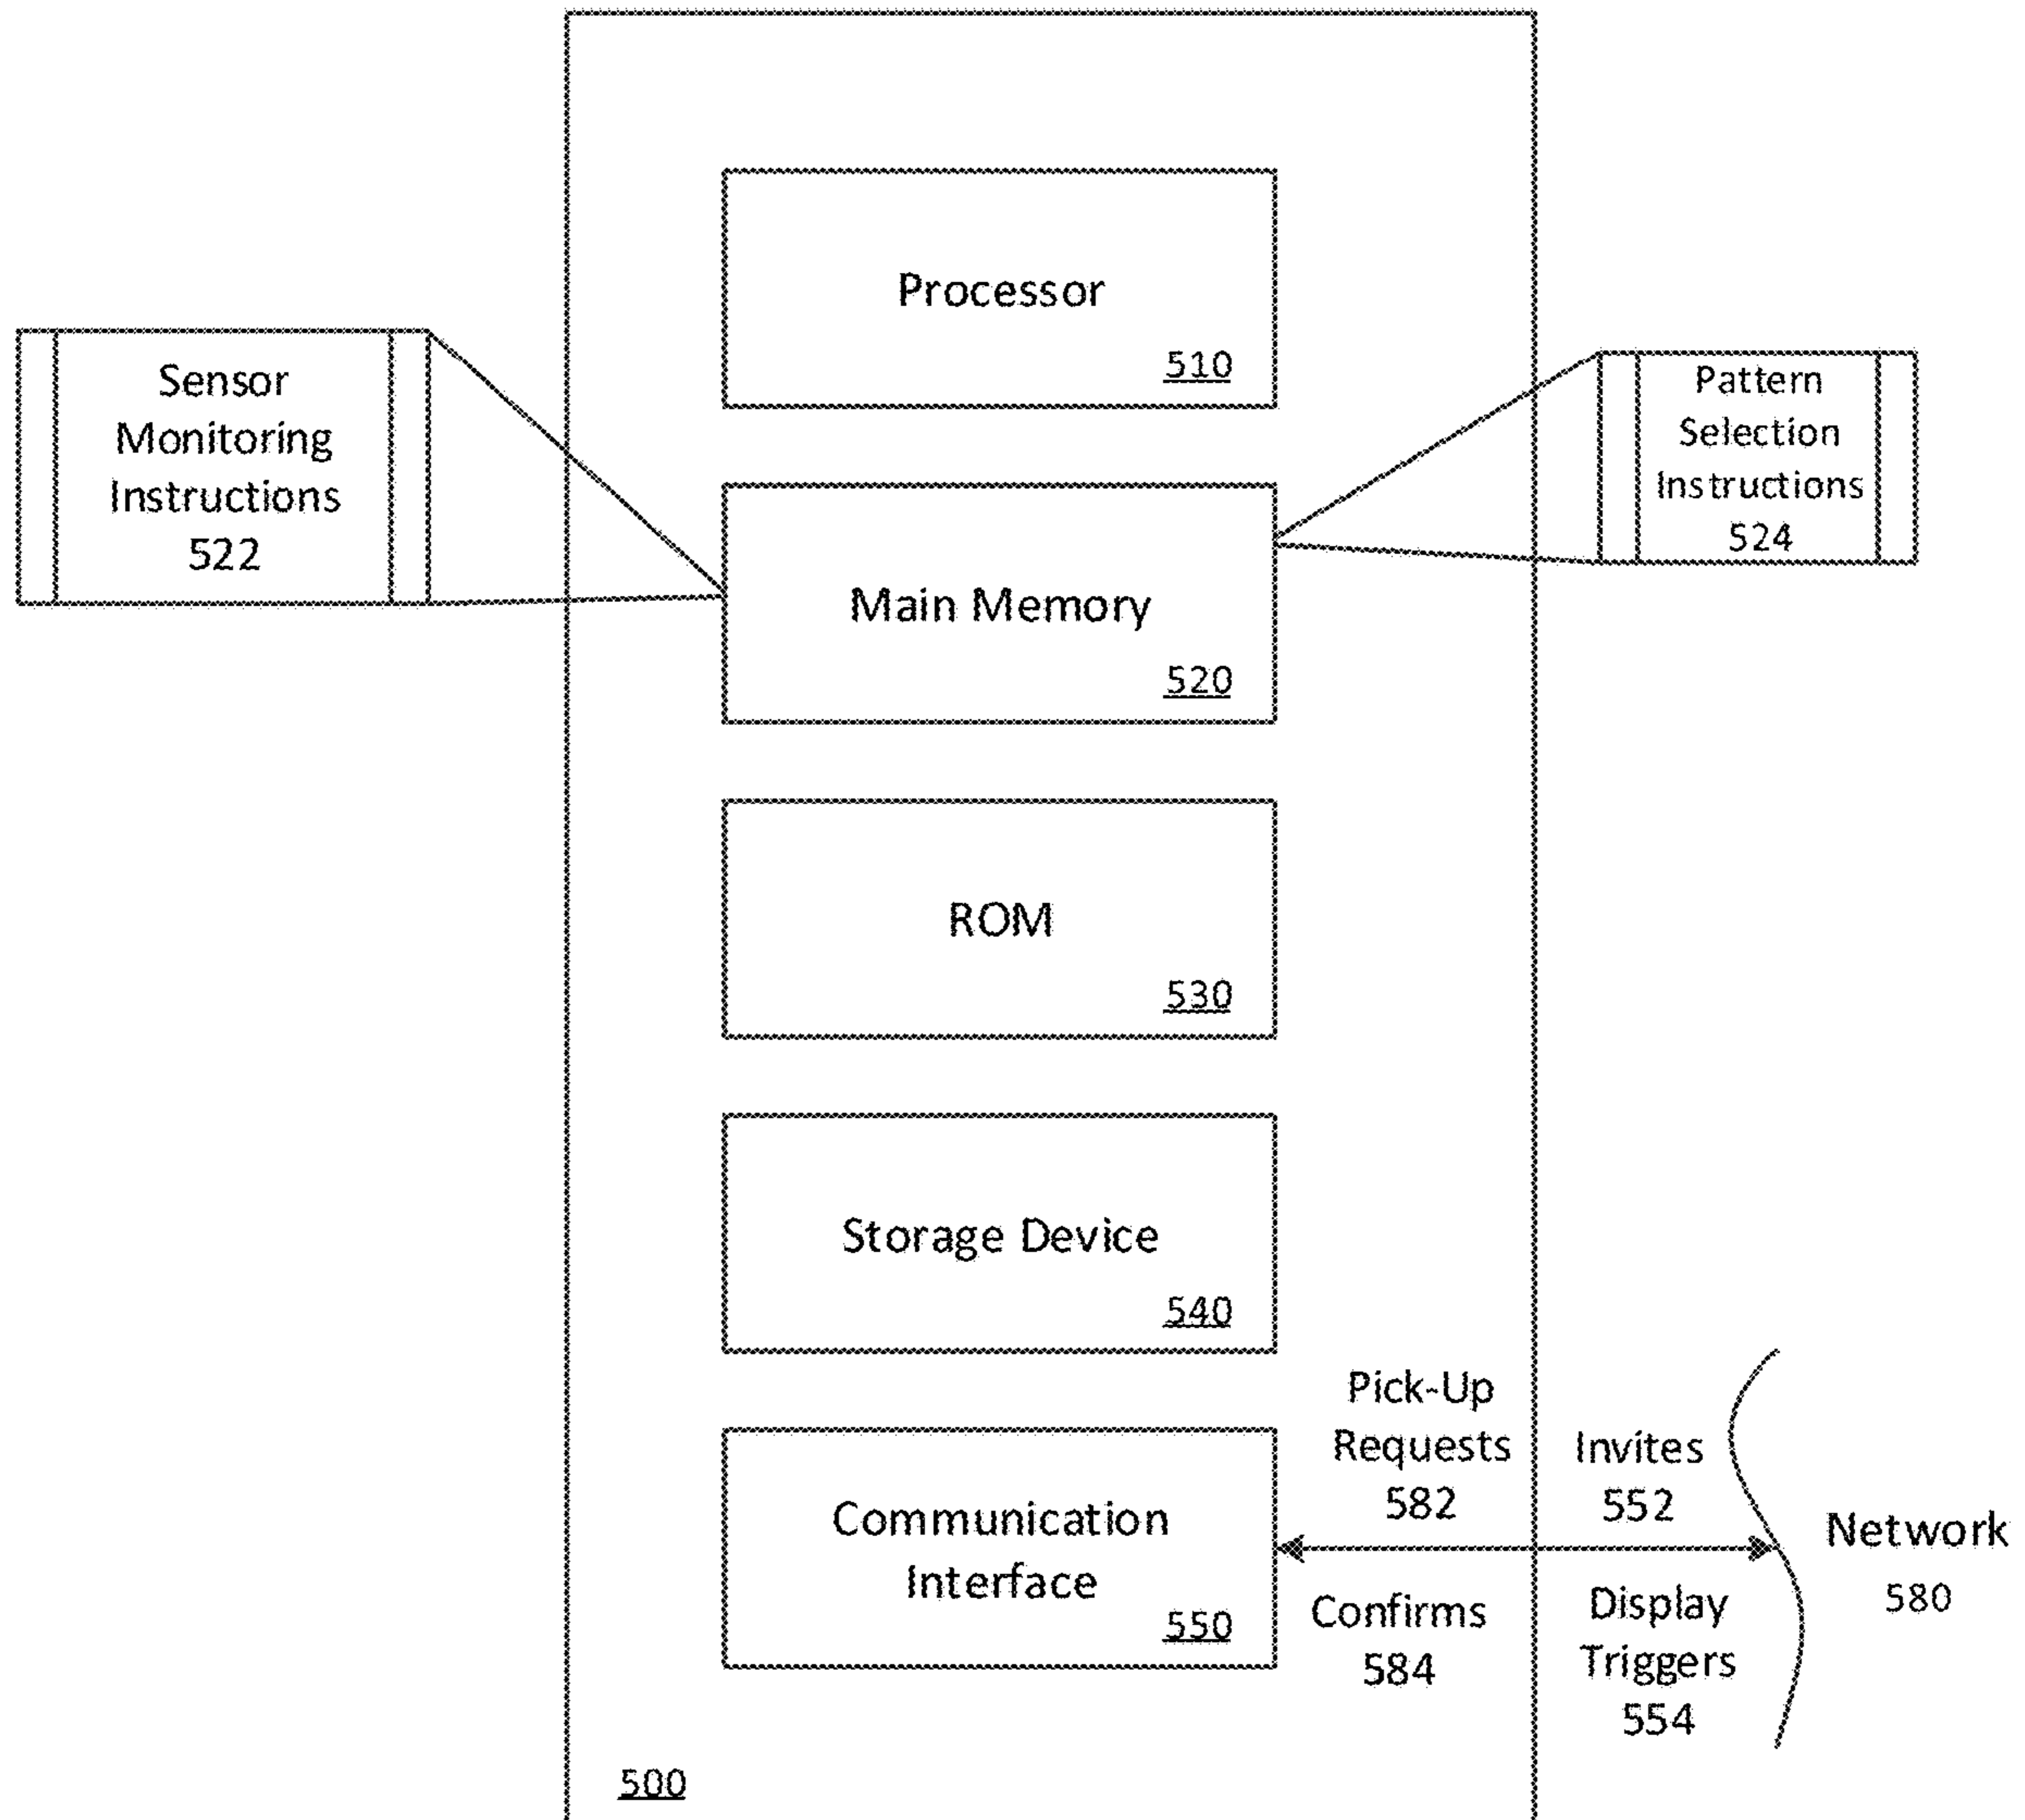 Processor
510
Sensor
Monitoring
Instructions
522
Pattern
Selection
Instructions
524
Main Memory
520
ROM
530
Storage Device
540
Communication
Interface
550
Pick-Up
Requests
582
Invites
552
Confirms
584
Display
Triggers
554
Network
580
500